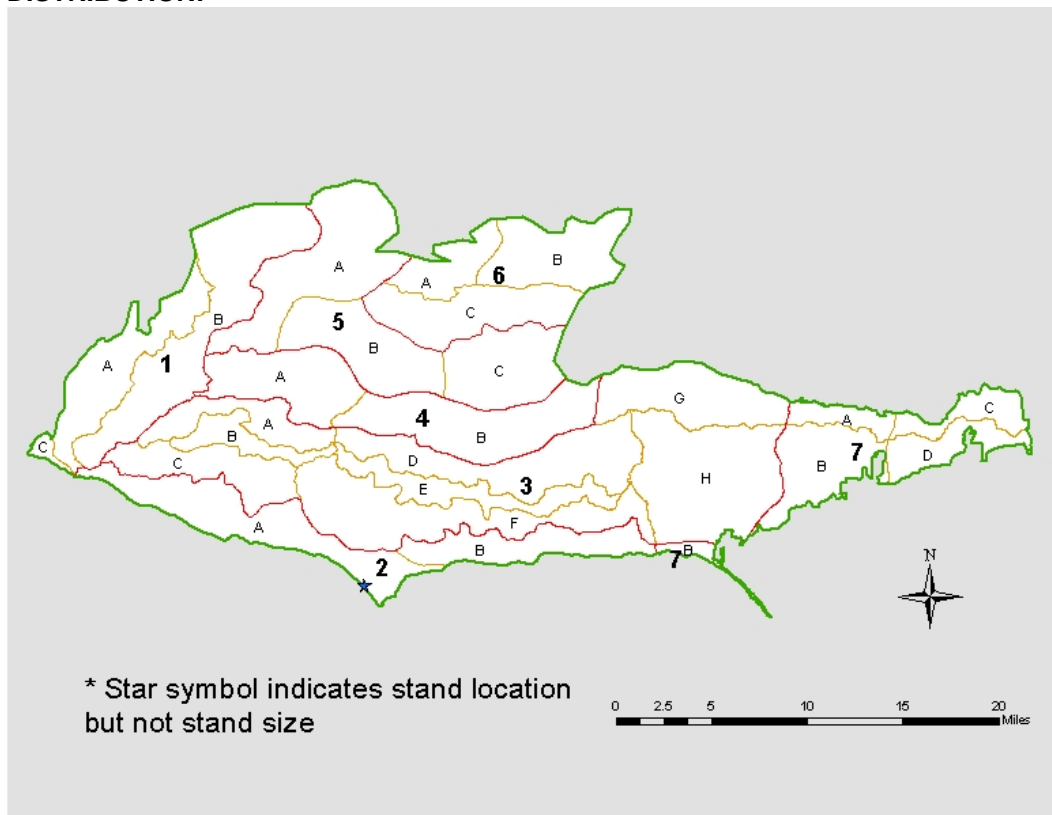 DISTRIBUTION:
A
B
A
6
B
A
5
C
B
1
A
B
A
C
4
G
C
A
A
B
7
D
B
D
3
E
B
H
C
C
F
A
B
7
B
2
N
* Star symbol indicates stand location
but not stand size
0 2.5 5 10 15 20
Miles